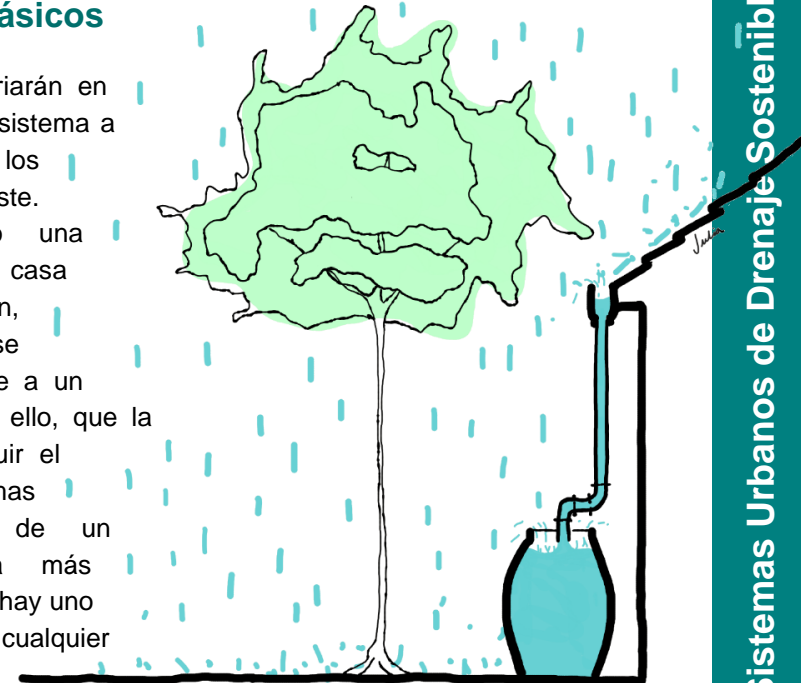 ásicos
riarán en
sistema a
los
ste.
una
casa
n,
se
e a un
ello, que la
uir el
nas
de un
más
hay uno
cualquier
Sistemas Urbanos de Drenaje Sostenibl